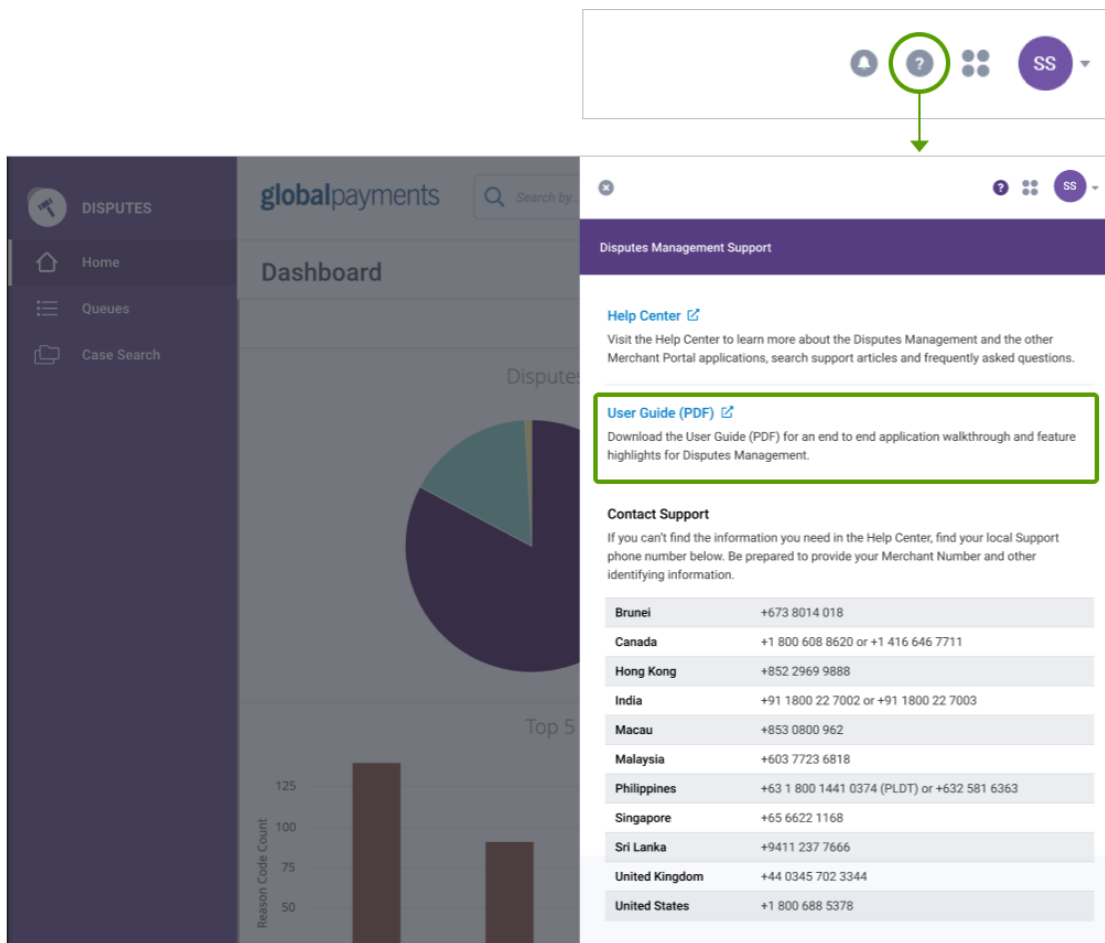 SS
DISPUTES
Home
Queues
Case Search
globalpayments
Search by...
Dashboard
Disputes
Top 5
125
100
75
50
Reason Code Count
SS
Disputes Management Support
Help Center
Visit the Help Center to learn more about the Disputes Management and the other
Merchant Portal applications, search support articles and frequently asked questions.
User Guide (PDF)
Download the User Guide (PDF) for an end to end application walkthrough and feature
highlights for Disputes Management.
Contact Support
If you can't find the information you need in the Help Center, find your local Support
phone number below. Be prepared to provide your Merchant Number and other
identifying information.
Brunei +673 8014 018
Canada +1 800 608 8620 or +1 416 646 7711
Hong Kong +852 2969 9888
India +91 1800 22 7002 or +91 1800 22 7003
Macau +853 0800 962
Malaysia +603 7723 6818
Philippines +63 1 800 1441 0374 (PLDT) or +632 581 6363
Singapore +65 6622 1168
Sri Lanka +9411 237 7666
United Kingdom +44 0345 702 3344
United States +1 800 688 5378